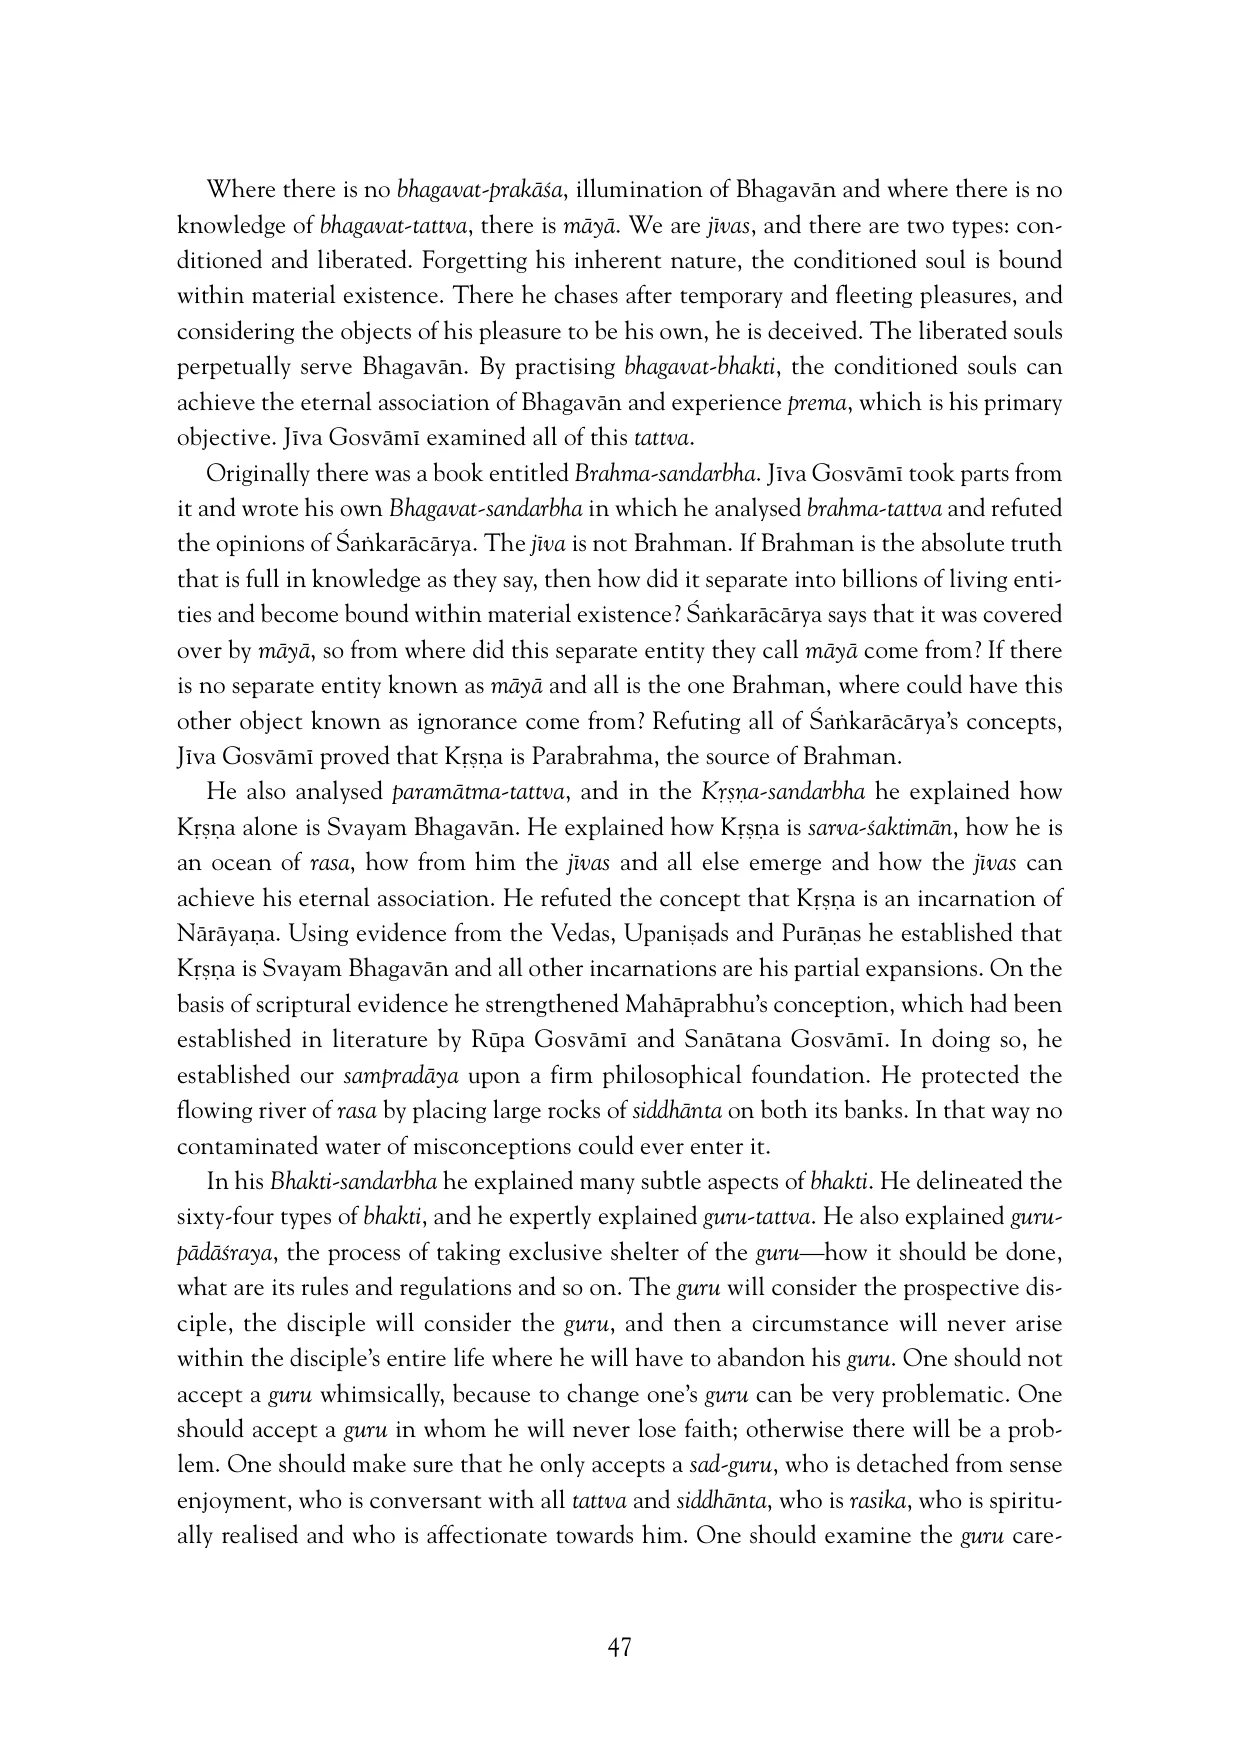 Where there is no bhagavat-prakāśa, illumination of Bhagavān and where there is no
knowledge of bhagavat-tattva, there is māyā. We are jīvas, and there are two types: con-
ditioned and liberated. Forgetting his inherent nature, the conditioned soul is bound
within material existence. There he chases after temporary and fleeting pleasures, and
considering the objects of his pleasure to be his own, he is deceived. The liberated souls
perpetually serve Bhagavān. By practising bhagavat-bhakti, the conditioned souls can
achieve the eternal association of Bhagavān and experience prema, which is his primary
objective. Jīva Gosvāmī examined all of this tattva.
Originally there was a book entitled Brahma-sandarbha. Jīva Gosvāmī took parts from
it and wrote his own Bhagavat-sandarbha in which he analysed brahma-tattva and refuted
the opinions of Śaṅkarācārya. The jīva is not Brahman. If Brahman is the absolute truth
that is full in knowledge as they say, then how did it separate into billions of living enti-
ties and become bound within material existence? Śaṅkarācārya says that it was covered
over by māyā, so from where did this separate entity they call māyā come from? If there
is no separate entity known as māyā and all is the one Brahman, where could have this
other object known as ignorance come from? Refuting all of Śaṅkarācārya’s concepts,
Jīva Gosvāmī proved that Kṛṣṇa is Parabrahma, the source of Brahman.
He also analysed paramātma-tattva, and in the Kṛṣṇa-sandarbha he explained how
Kṛṣṇa alone is Svayam Bhagavān. He explained how Kṛṣṇa is sarva-śaktimān, how he is
an ocean of rasa, how from him the jīvas and all else emerge and how the jīvas can
achieve his eternal association. He refuted the concept that Kṛṣṇa is an incarnation of
Nārāyaṇa. Using evidence from the Vedas, Upaniṣads and Purāṇas he established that
Kṛṣṇa is Svayam Bhagavān and all other incarnations are his partial expansions. On the
basis of scriptural evidence he strengthened Mahāprabhu’s conception, which had been
established in literature by Rūpa Gosvāmī and Sanātana Gosvāmī. In doing so, he
established our sampradāya upon a firm philosophical foundation. He protected the
flowing river of rasa by placing large rocks of siddhānta on both its banks. In that way no
contaminated water of misconceptions could ever enter it.
In his Bhakti-sandarbha he explained many subtle aspects of bhakti. He delineated the
sixty-four types of bhakti, and he expertly explained guru-tattva. He also explained guru-
pādāśraya, the process of taking exclusive shelter of the guru—how it should be done,
what are its rules and regulations and so on. The guru will consider the prospective dis-
ciple, the disciple will consider the guru, and then a circumstance will never arise
within the disciple’s entire life where he will have to abandon his guru. One should not
accept a guru whimsically, because to change one’s guru can be very problematic. One
should accept a guru in whom he will never lose faith; otherwise there will be a prob-
lem. One should make sure that he only accepts a sad-guru, who is detached from sense
enjoyment, who is conversant with all tattva and siddhānta, who is rasika, who is spiritu-
ally realised and who is affectionate towards him. One should examine the guru care-
47